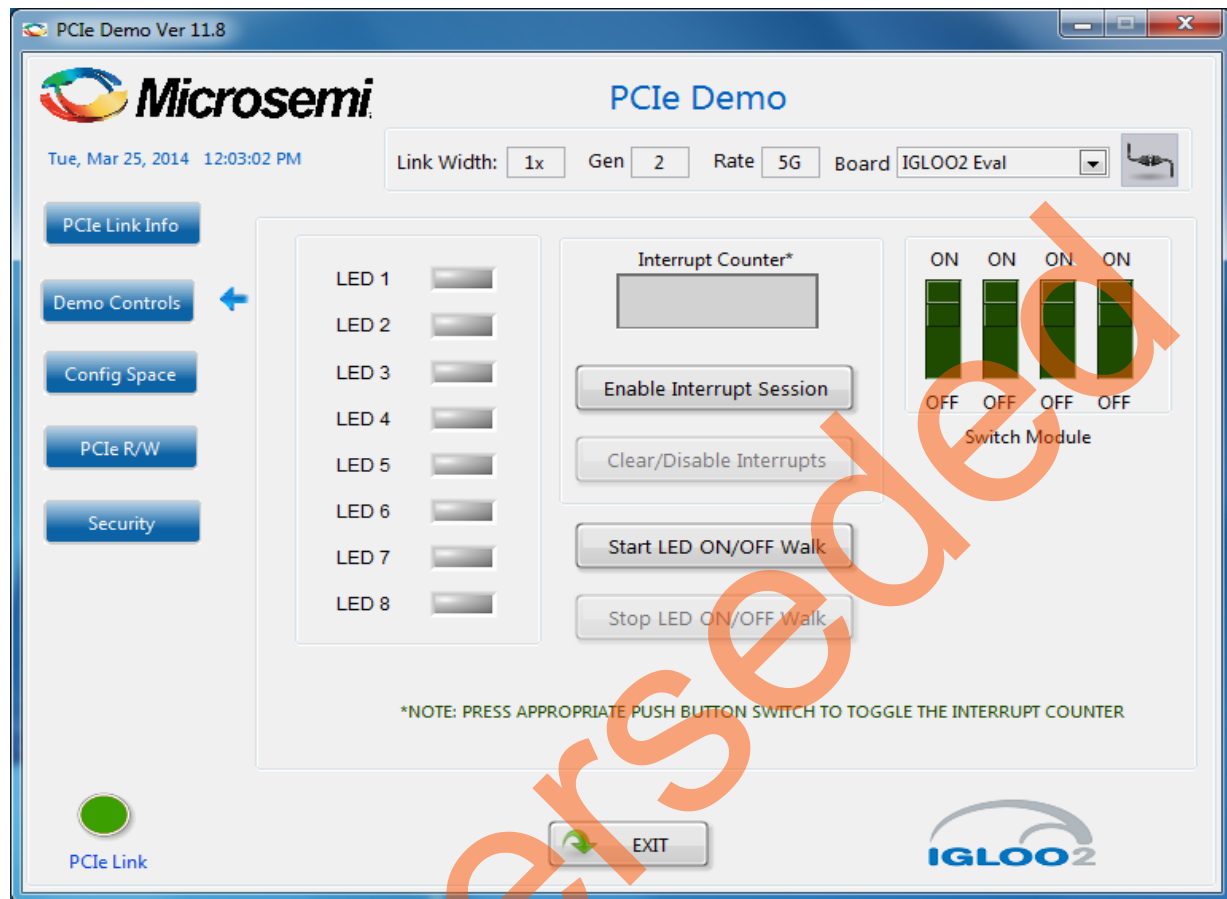 PCIe Demo Ver 11.8
Microsemi
PCIe Demo
Tue, Mar 25, 2014 12:03:02 PM
Link Width: 1x Gen 2 Rate 5G Board IGLOO2 Eval
PCIe Link Info
Demo Controls
Config Space
PCIe R/W
Security
LED 1
LED 2
LED 3
LED 4
LED 5
LED 6
LED 7
LED 8
Interrupt Counter*
Enable Interrupt Session
Clear/Disable Interrupts
Start LED ON/OFF Walk
Stop LED ON/OFF Walk
ON ON ON ON
OFF OFF OFF OFF
Switch Module
*NOTE: PRESS APPROPRIATE PUSH BUTTON SWITCH TO TOGGLE THE INTERRUPT COUNTER
PCIe Link
EXIT
IGLOO2
erseded